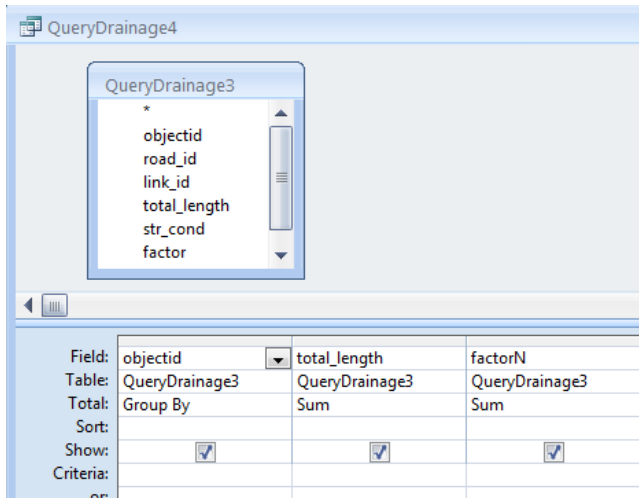 QueryDrainage4
QueryDrainage3
*
objectid
road_id
link_id
total_length
str_cond
factor
Field: objectid total_length factorN
Table: QueryDrainage3 QueryDrainage3 QueryDrainage3
Total: Group By Sum Sum
Sort:
Show:
Criteria:
or: